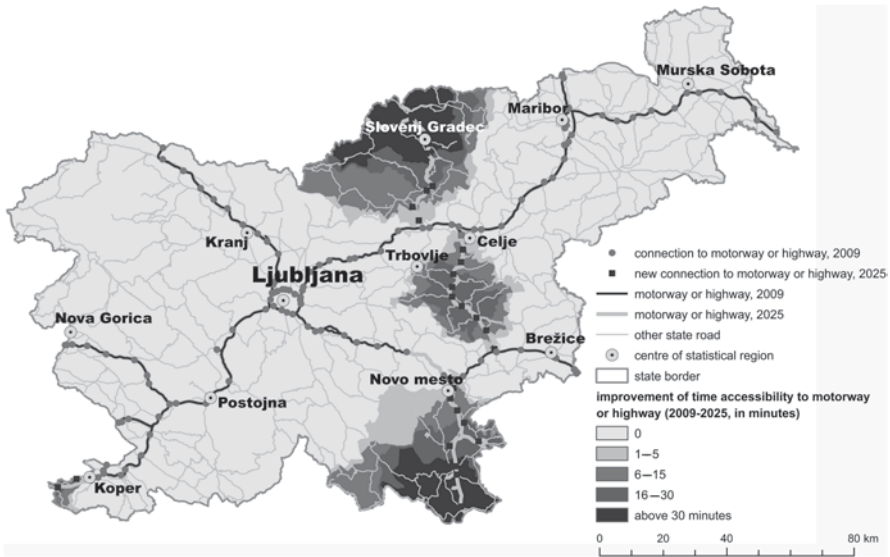 Murska Sobota
Maribor
Slovenj Gradec
Kranj
Celje
Trbovlje
Ljubljana
Nova Gorica
Brežice
Novo mesto
Postojna
Koper
connection to motorway or highway, 2009
new connection to motorway or highway, 2025
motorway or highway, 2009
motorway or highway, 2025
other state road
centre of statistical region
state border
improvement of time accessibility to motorway
or highway (2009-2025, in minutes)
0
1–5
6–15
16–30
above 30 minutes
0 20 40 80 km